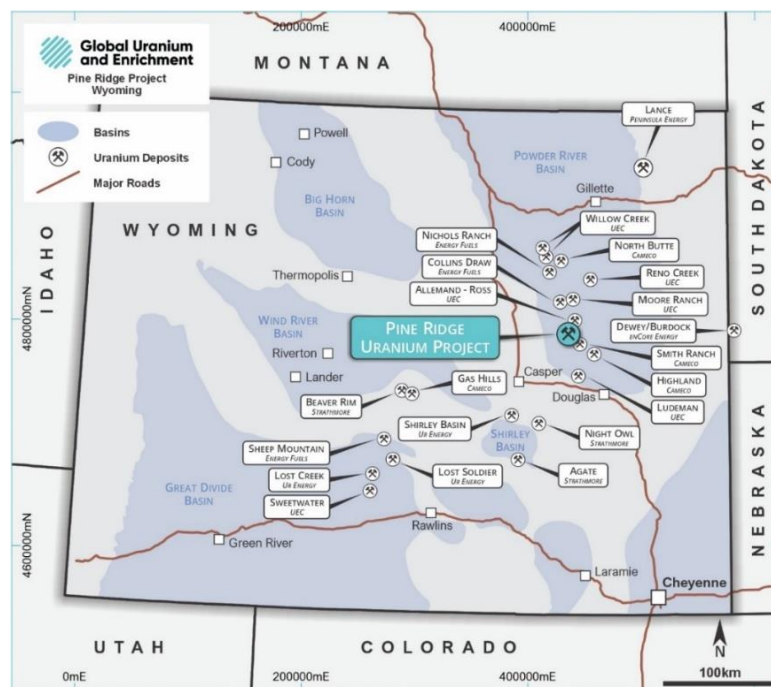 200000mE
400000mE
Global Uranium
and Enrichment
Pine Ridge Project
Wyoming
Basins
Uranium Deposits
Major Roads
MONTANA
IDAHO
WYOMING
SOUTH DAKOTA
NEBRASKA
UTAH
COLORADO
4800000mN
4600000mN
Powell
Cody
BIG HORN
BASIN
POWDER RIVER
BASIN
LANCE
PENINSULA ENERGY
Gillette
WILLOW CREEK
UEC
NICHOLS RANCH
ENERGY FUELS
NORTH BUTTE
CAMECO
COLLINS DRAW
ENERGY FUELS
RENO CREEK
UEC
Thermopolis
ALLEMAND - ROSS
UEC
MOORE RANCH
UEC
WIND RIVER
BASIN
PINE RIDGE
URANIUM PROJECT
DEWEY/BURDOCK
ENCORE ENERGY
SMITH RANCH
CAMECO
Riverton
Lander
GAS HILLS
CAMECO
Casper
HIGHLAND
CAMECO
Douglas
BEAVER RIM
STRATHMORE
LUDEMAN
UEC
SHIRLEY BASIN
UR ENERGY
SHIRLEY
BASIN
NIGHT OWL
STRATHMORE
SHEEP MOUNTAIN
ENERGY FUELS
LOST CREEK
UR ENERGY
LOST SOLDIER
UR ENERGY
AGATE
STRATHMORE
GREAT DIVIDE
BASIN
SWEETWATER
UEC
Rawlins
Green River
Laramie
Cheyenne
N
100km
0mE
200000mE
400000mE